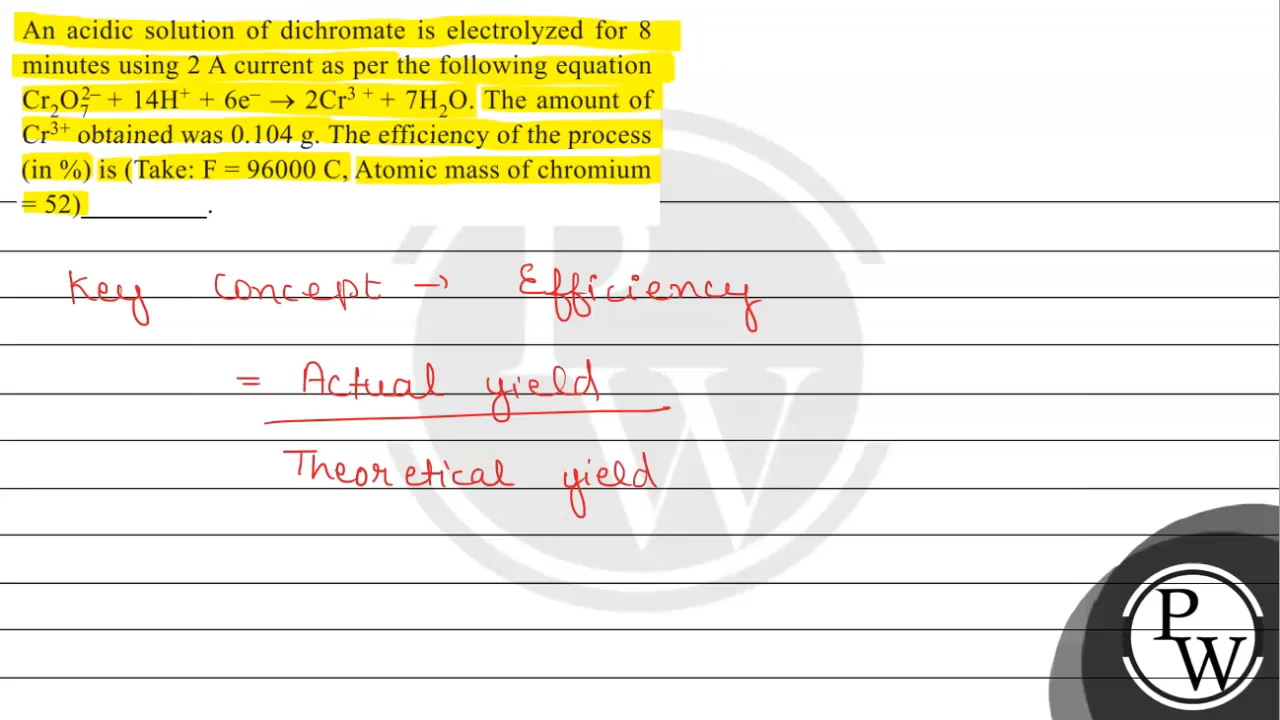 An acidic solution of dichromate is electrolyzed for 8
minutes using 2 A current as per the following equation
Cr₂O₇²⁻ + 14H⁺ + 6e⁻ → 2Cr³⁺ + 7H₂O. The amount of
Cr³⁺ obtained was 0.104 g. The efficiency of the process
(in %) is (Take: F = 96000 C, Atomic mass of chromium
= 52)_________.
Key Concept → Efficiency
= Actual yield
Theoretical yield
PW
PW